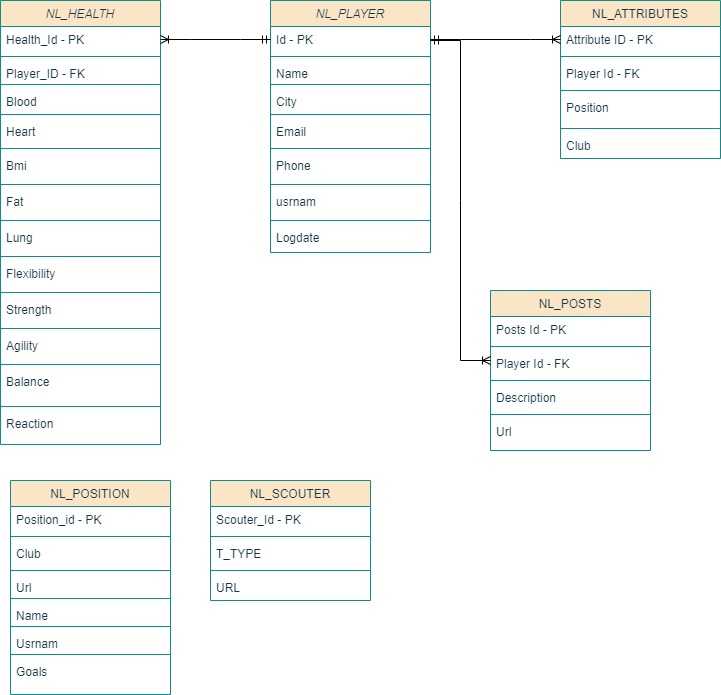 NL_HEALTH
Health_Id - PK
Player_ID - FK
Blood
Heart
Bmi
Fat
Lung
Flexibility
Strength
Agility
Balance
Reaction
NL_PLAYER
Id - PK
Name
City
Email
Phone
usrnam
Logdate
NL_ATTRIBUTES
Attribute ID - PK
Player Id - FK
Position
Club
NL_POSTS
Posts Id - PK
Player Id - FK
Description
Url
NL_POSITION
Position_id - PK
Club
Url
Name
Usrnam
Goals
NL_SCOUTER
Scouter_Id - PK
T_TYPE
URL